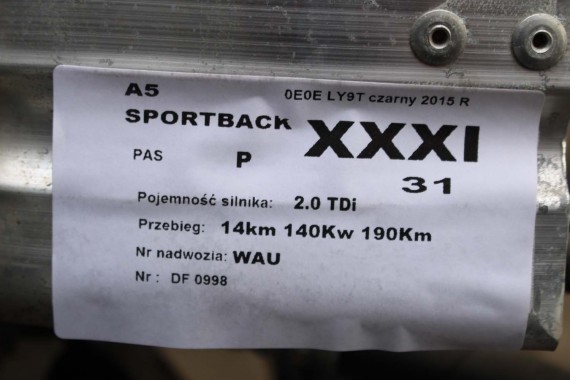 A5 0E0E LY9T czarny 2015 R
SPORTBACK XXXI
PAS P 31
Pojemność silnika: 2.0 TDi
Przebieg: 14km 140Kw 190Km
Nr nadwozia: WAU
Nr : DF 0998